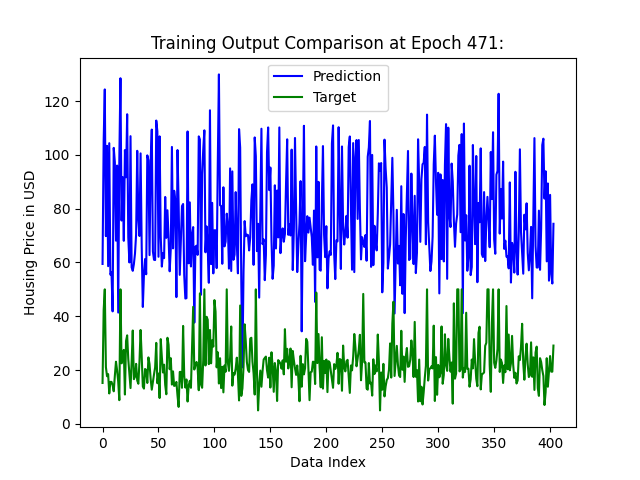 Training Output Comparison at Epoch 471:
Prediction
Target
Housing Price in USD
120
100
80
60
40
20
0
0 50 100 150 200 250 300 350 400
Data Index